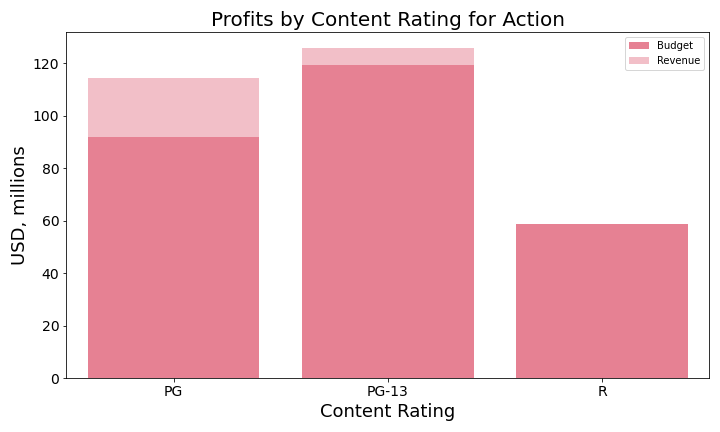 Profits by Content Rating for Action
Budget
Revenue
120
100
80
60
40
20
0
USD, millions
PG
PG-13
R
Content Rating